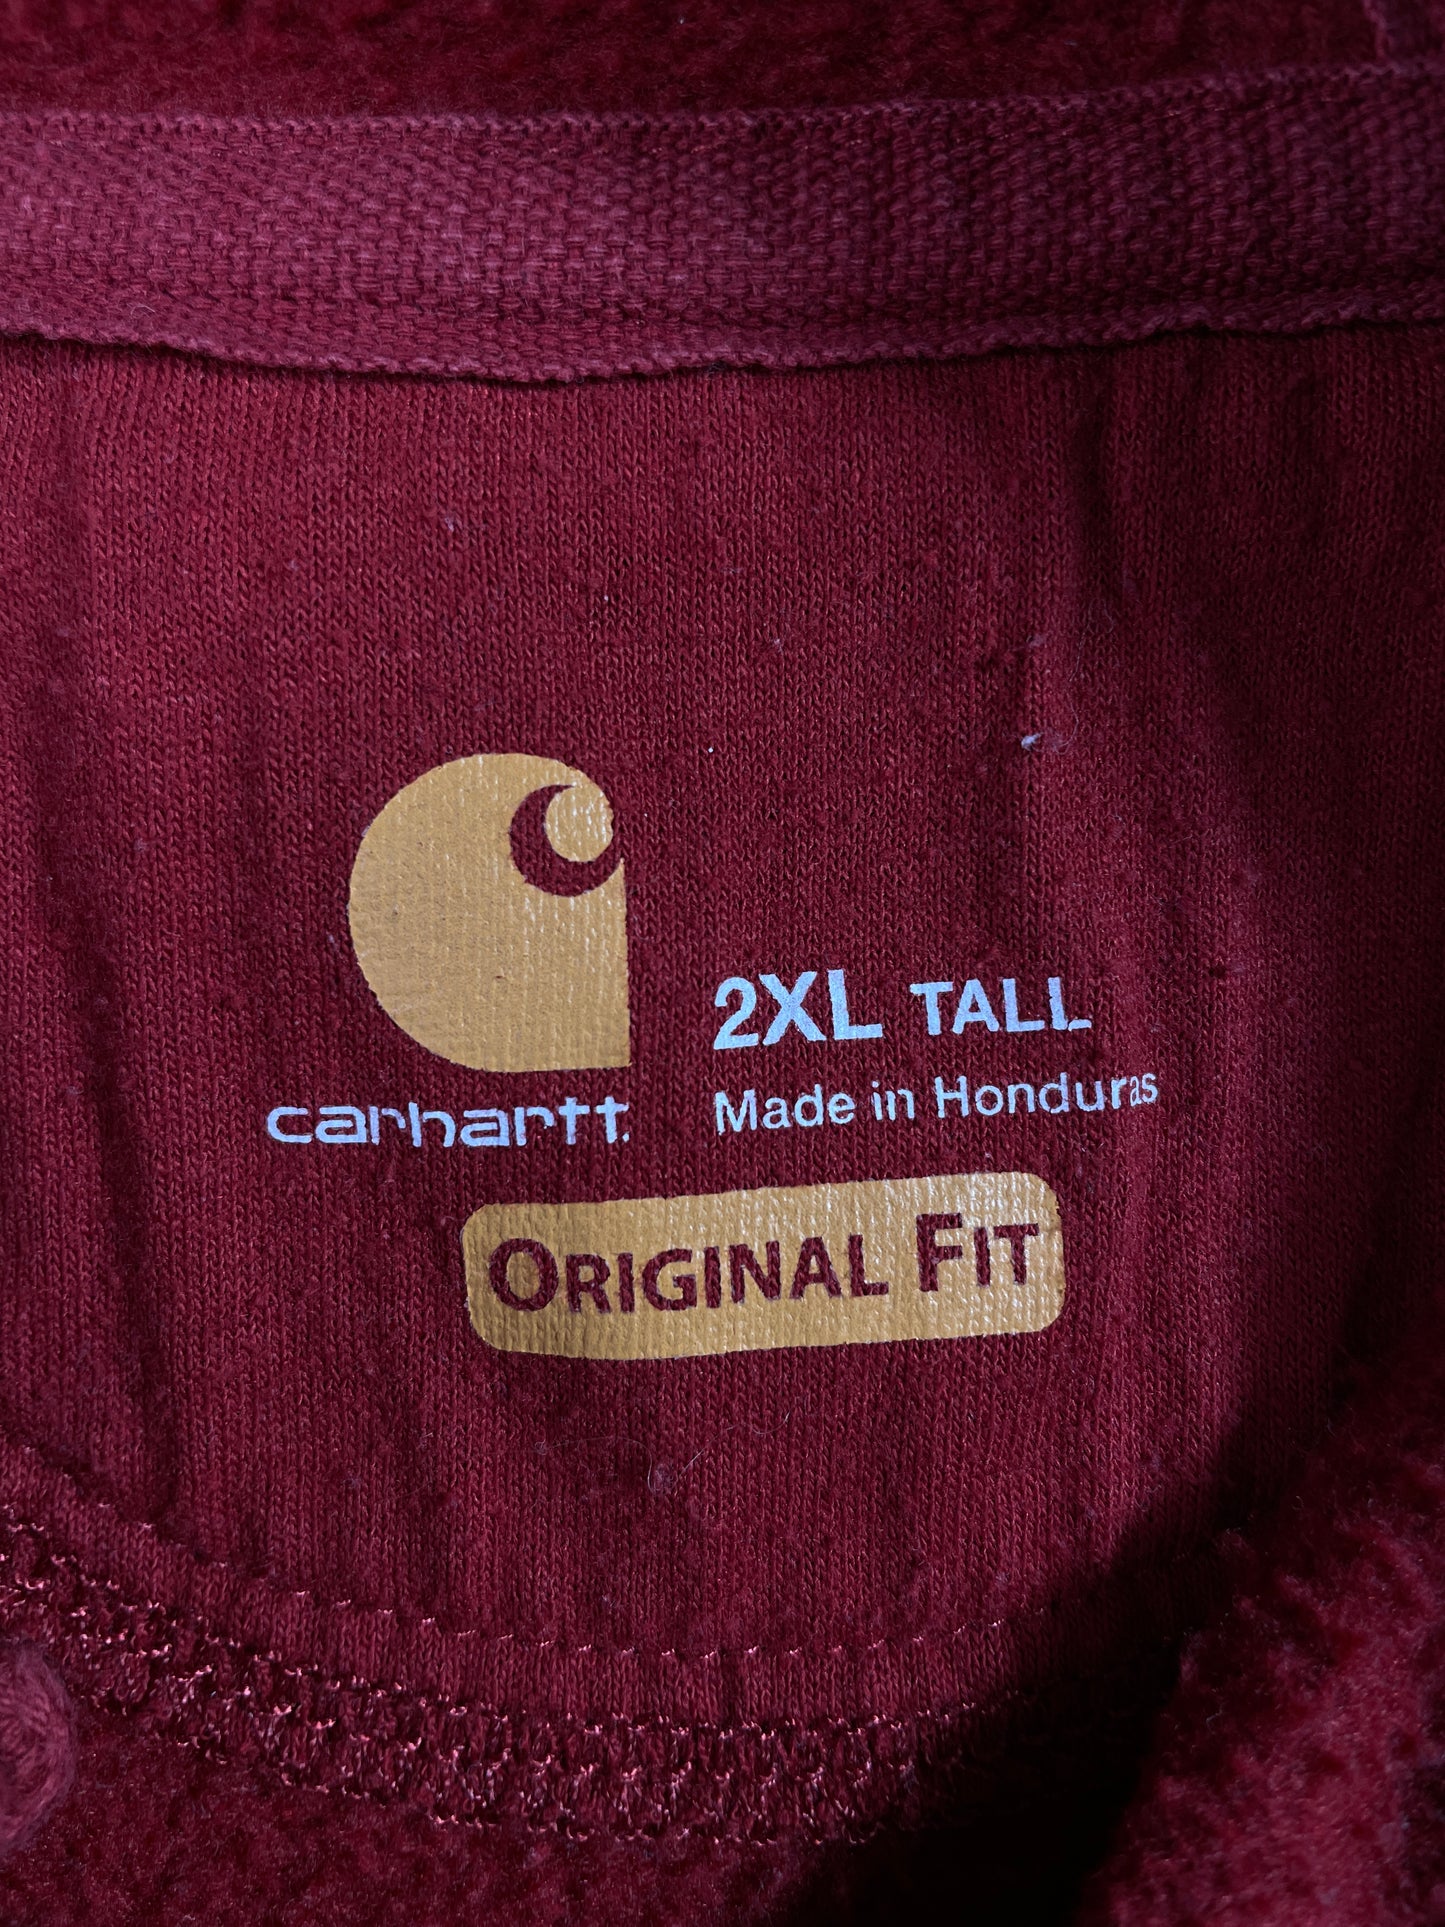 carhartt
2XL TALL
Made in Honduras
ORIGINAL FIT